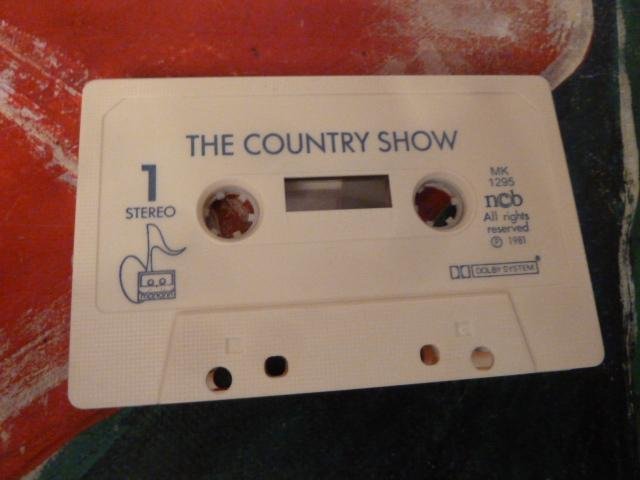 THE COUNTRY SHOW
1
STEREO
MK
1295
ncb
All rights
reserved
℗ 1981
DOLBY SYSTEM